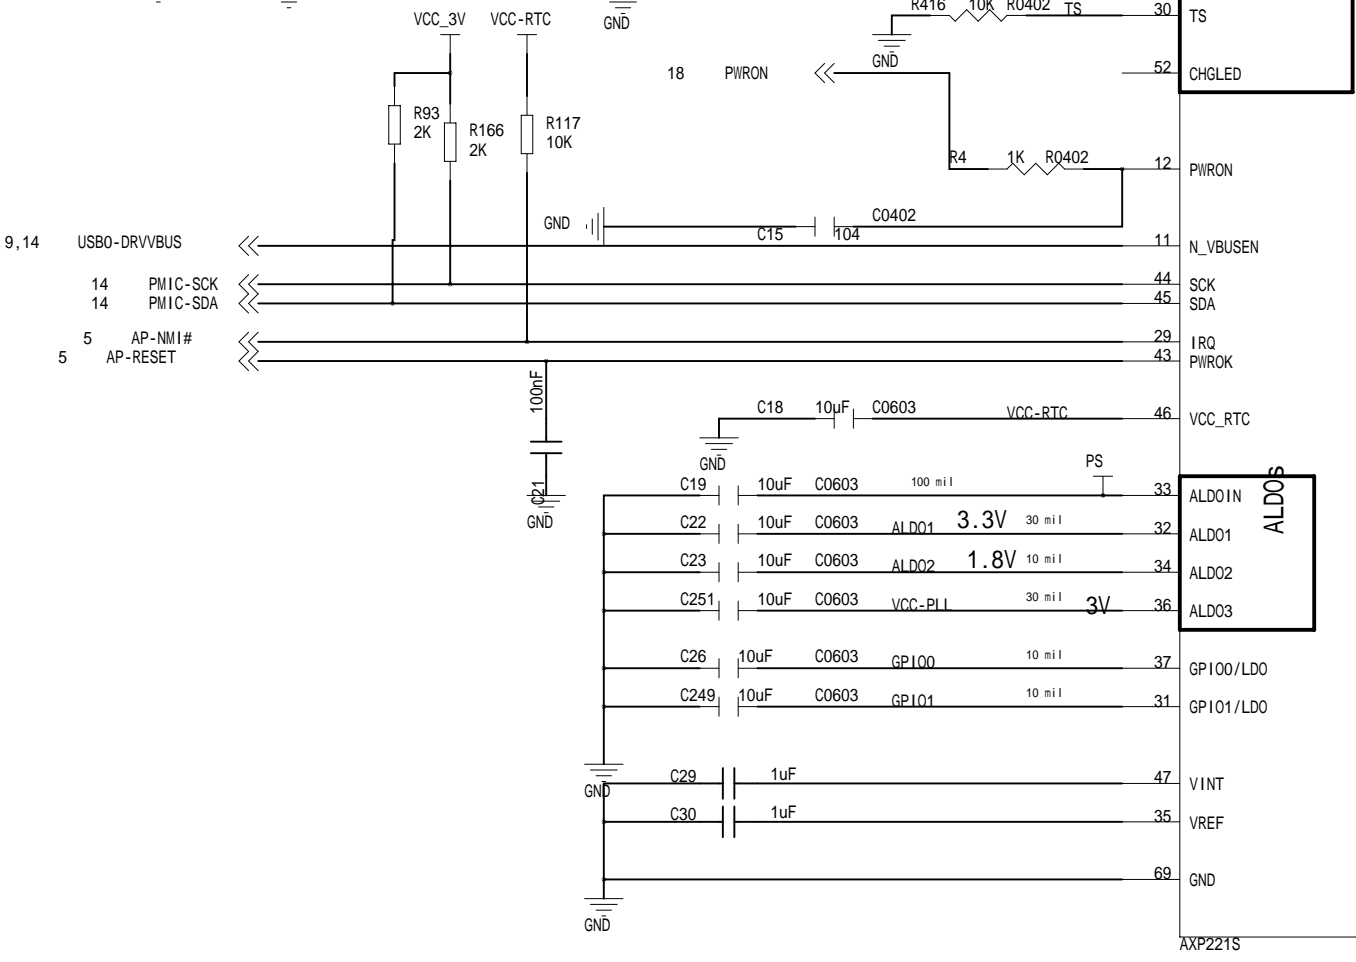 R416 10K R0402 TS 30 TS
VCC_3V VCC-RTC GND
GND
18 PWRON 52 CHGLED
R93
2K
R166
2K
R117
10K
R4 1K R0402 12 PWRON
GND C15 104 C0402
9,14 USB0-DRVVBUS 11 N_VBUSEN
14 PMIC-SCK 44 SCK
14 PMIC-SDA 45 SDA
5 AP-NMI# 29 IRQ
5 AP-RESET 43 PWROK
100nF
C21
GND
C18 10uF C0603 VCC-RTC 46 VCC_RTC
GND
PS
ALDOs
C19 10uF C0603 100 mil 33 ALDOIN
C22 10uF C0603 ALDO1 3.3V 30 mil 32 ALDO1
C23 10uF C0603 ALDO2 1.8V 10 mil 34 ALDO2
C251 10uF C0603 VCC-PLL 30 mil 3V 36 ALDO3
C26 10uF C0603 GPIO0 10 mil 37 GPIO0/LDO
C249 10uF C0603 GPIO1 10 mil 31 GPIO1/LDO
GND
C29 1uF 47 VINT
C30 1uF 35 VREF
69 GND
GND
AXP221S